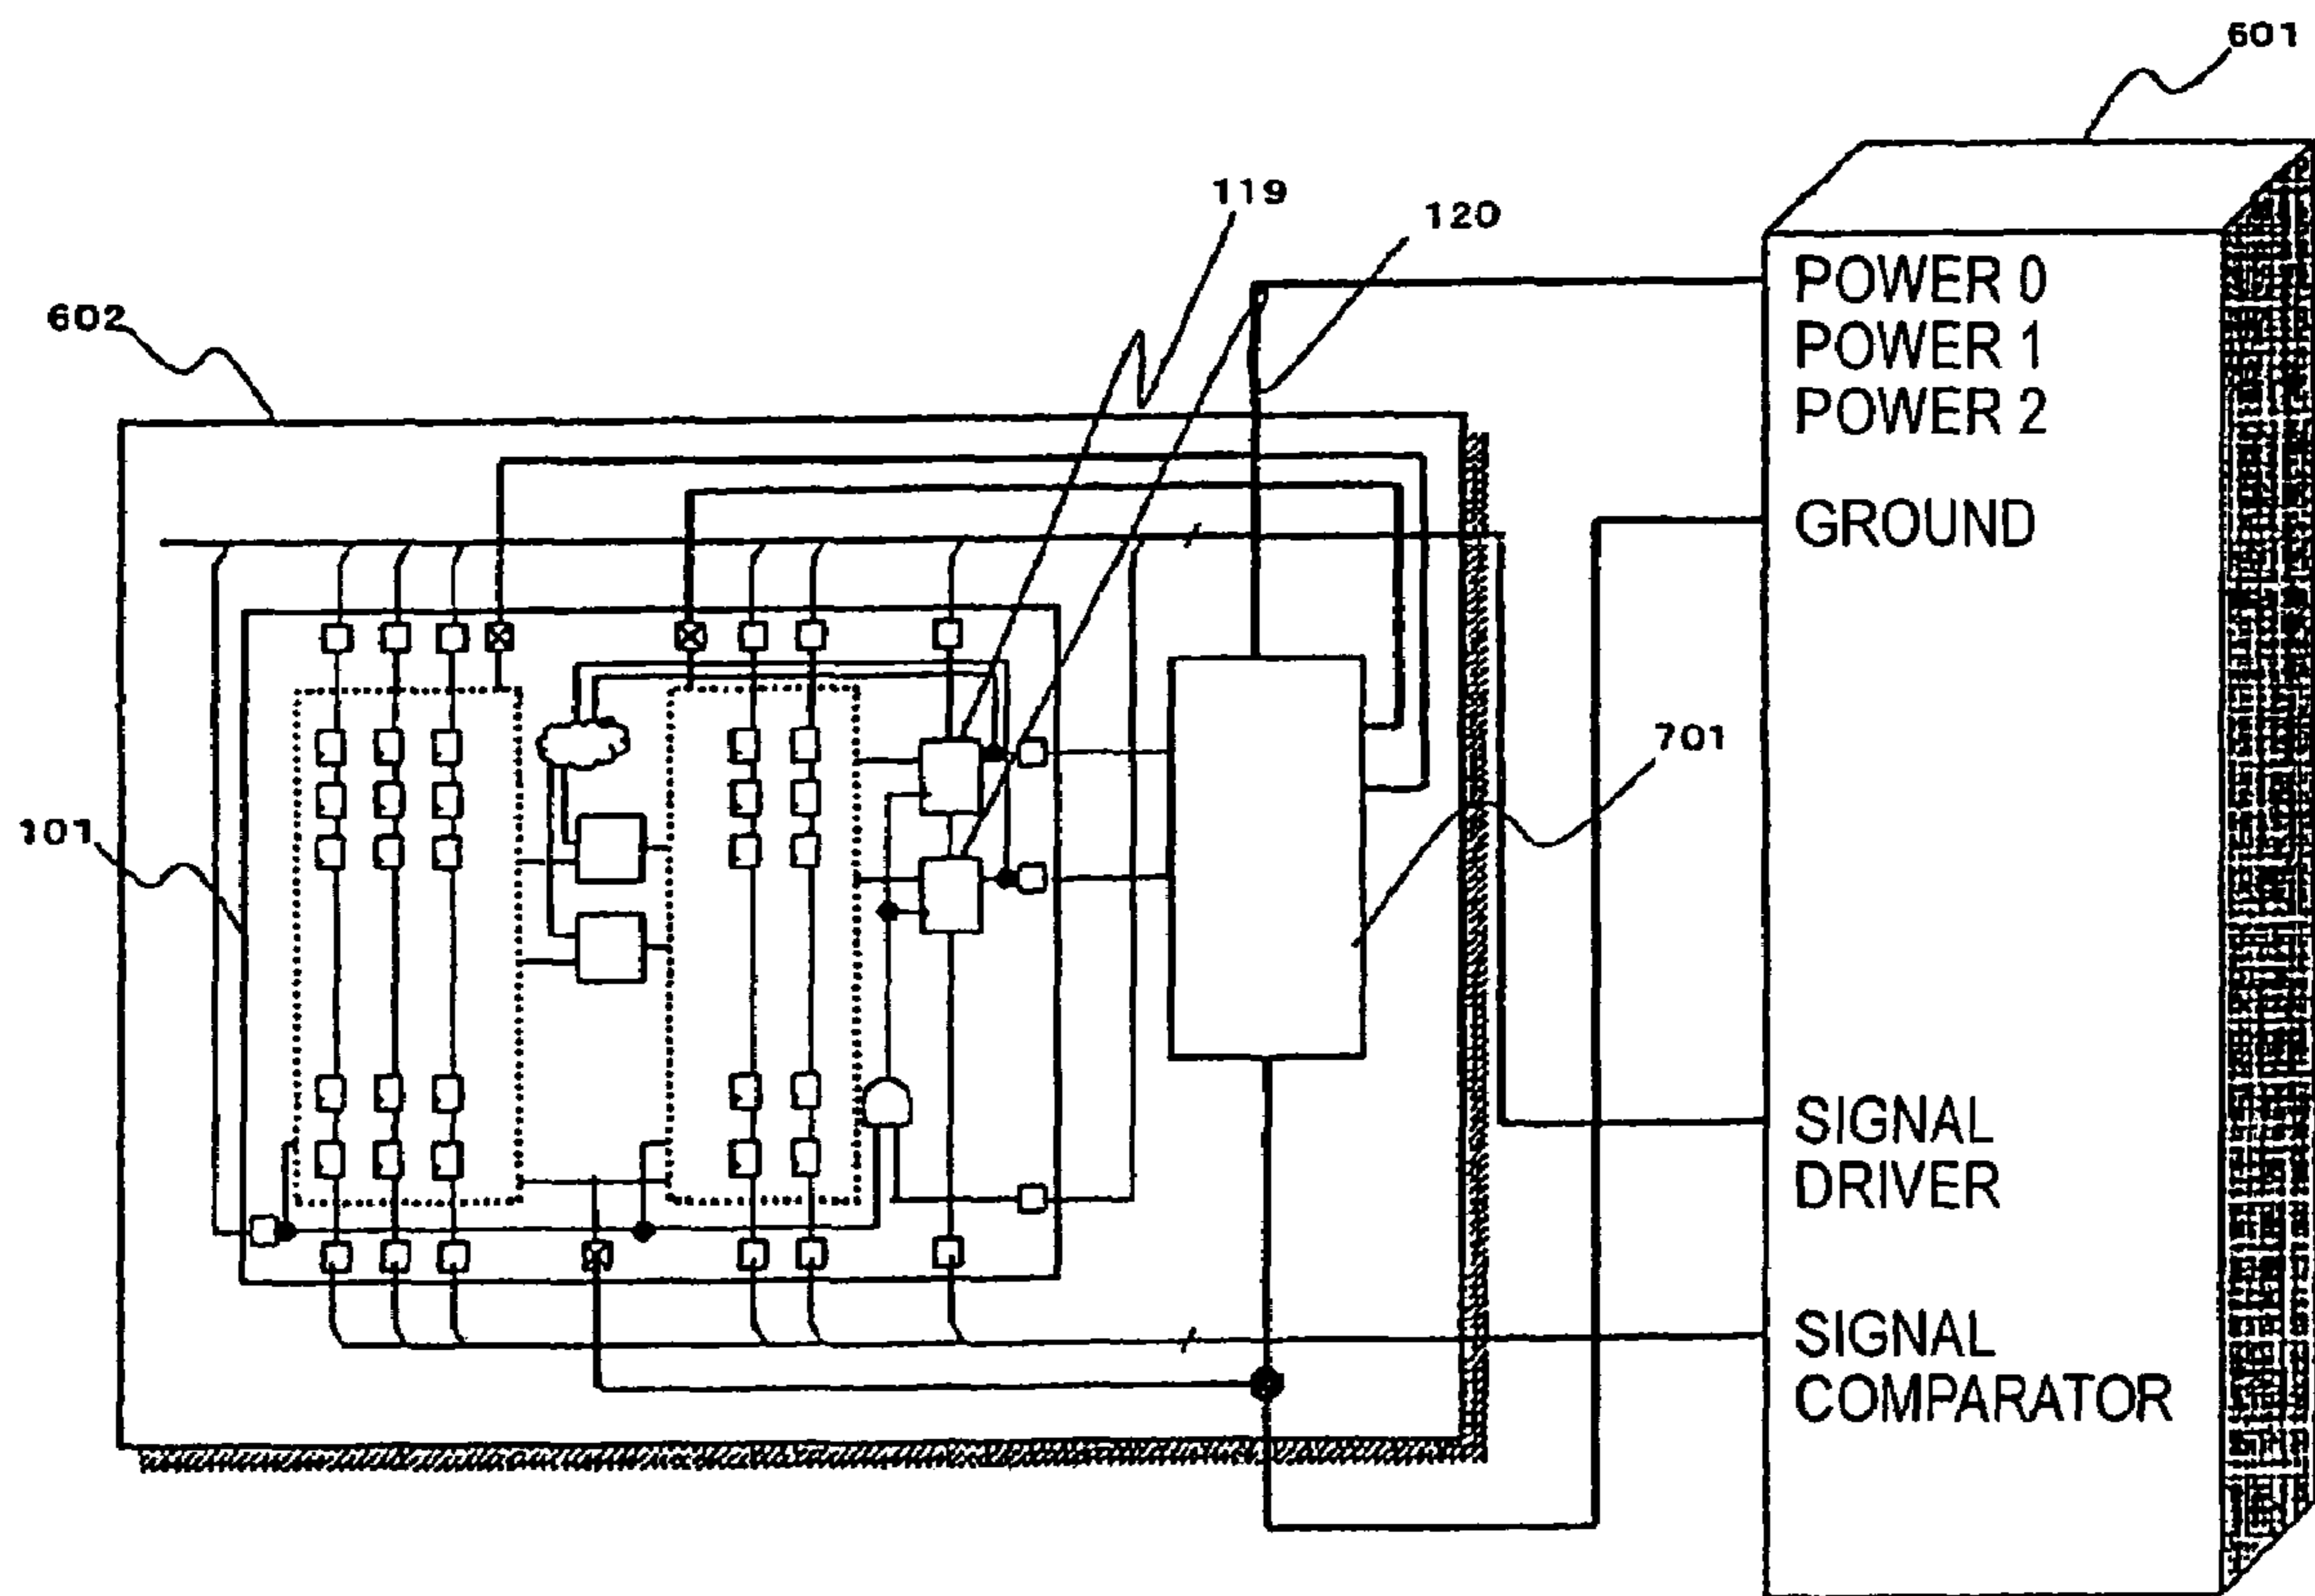 601
119
120
602
POWER 0
POWER 1
POWER 2
GROUND
701
101
SIGNAL
DRIVER
SIGNAL
COMPARATOR